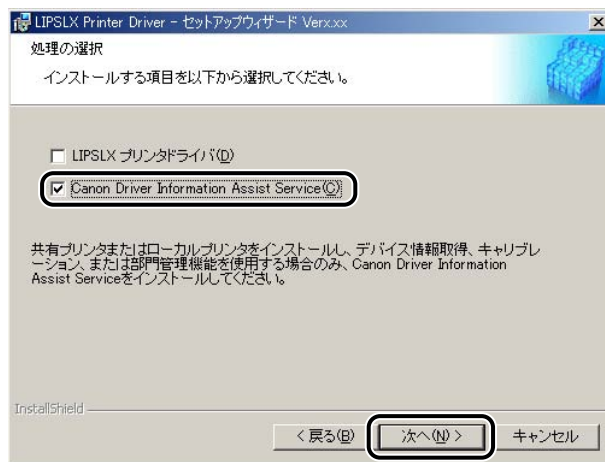 LIPSLX Printer Driver - セットアップウィザード Verx.xx
処理の選択
インストールする項目を以下から選択してください。
LIPSLX プリンタドライバ(D)
Canon Driver Information Assist Service(C)
共有プリンタまたはローカルプリンタをインストールし、デバイス情報取得、キャリブレ
ーション、または部門管理機能を使用する場合のみ、Canon Driver Information
Assist Serviceをインストールしてください。
InstallShield
< 戻る(B)
次へ(N) >
キャンセル